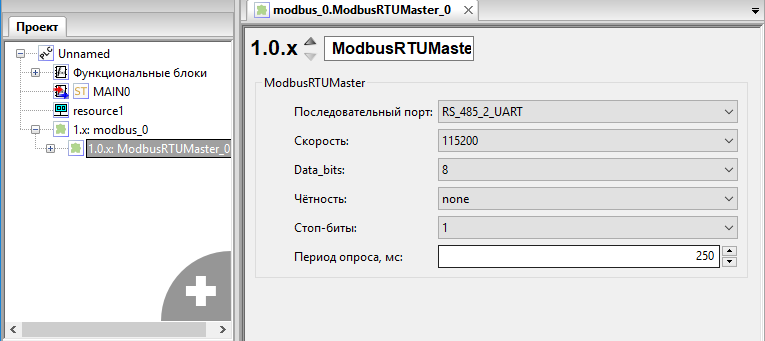 Проект
Unnamed
Функциональные блоки
ST MAIN0
resource1
1.x: modbus_0
1.0.x: ModbusRTUMaster_0
modbus_0.ModbusRTUMaster_0
1.0.x ModbusRTUMaste
ModbusRTUMaster
Последовательный порт: RS_485_2_UART
Скорость: 115200
Data_bits: 8
Чётность: none
Стоп-биты: 1
Период опроса, мс: 250